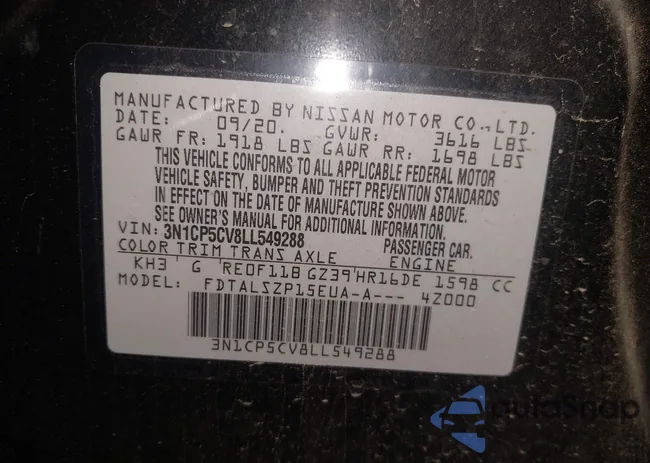 MANUFACTURED BY NISSAN MOTOR CO.,LTD.
DATE: 09/20. GVWR: 3616 LBS
GAWR FR: 1918 LBS GAWR RR: 1698 LBS
THIS VEHICLE CONFORMS TO ALL APPLICABLE FEDERAL MOTOR
VEHICLE SAFETY, BUMPER AND THEFT PREVENTION STANDARDS
IN EFFECT ON THE DATE OF MANUFACTURE SHOWN ABOVE.
SEE OWNER'S MANUAL FOR ADDITIONAL INFORMATION.
VIN: 3N1CP5CV8LL549288 PASSENGER CAR.
COLOR TRIM TRANS AXLE ENGINE
KH3 ' G 'RE0F11B GZ39'HR16DE 1598 CC
MODEL: FDTALSZP15EUA-A--- 4Z000
3N1CP5CV8LL549288
autoSnap